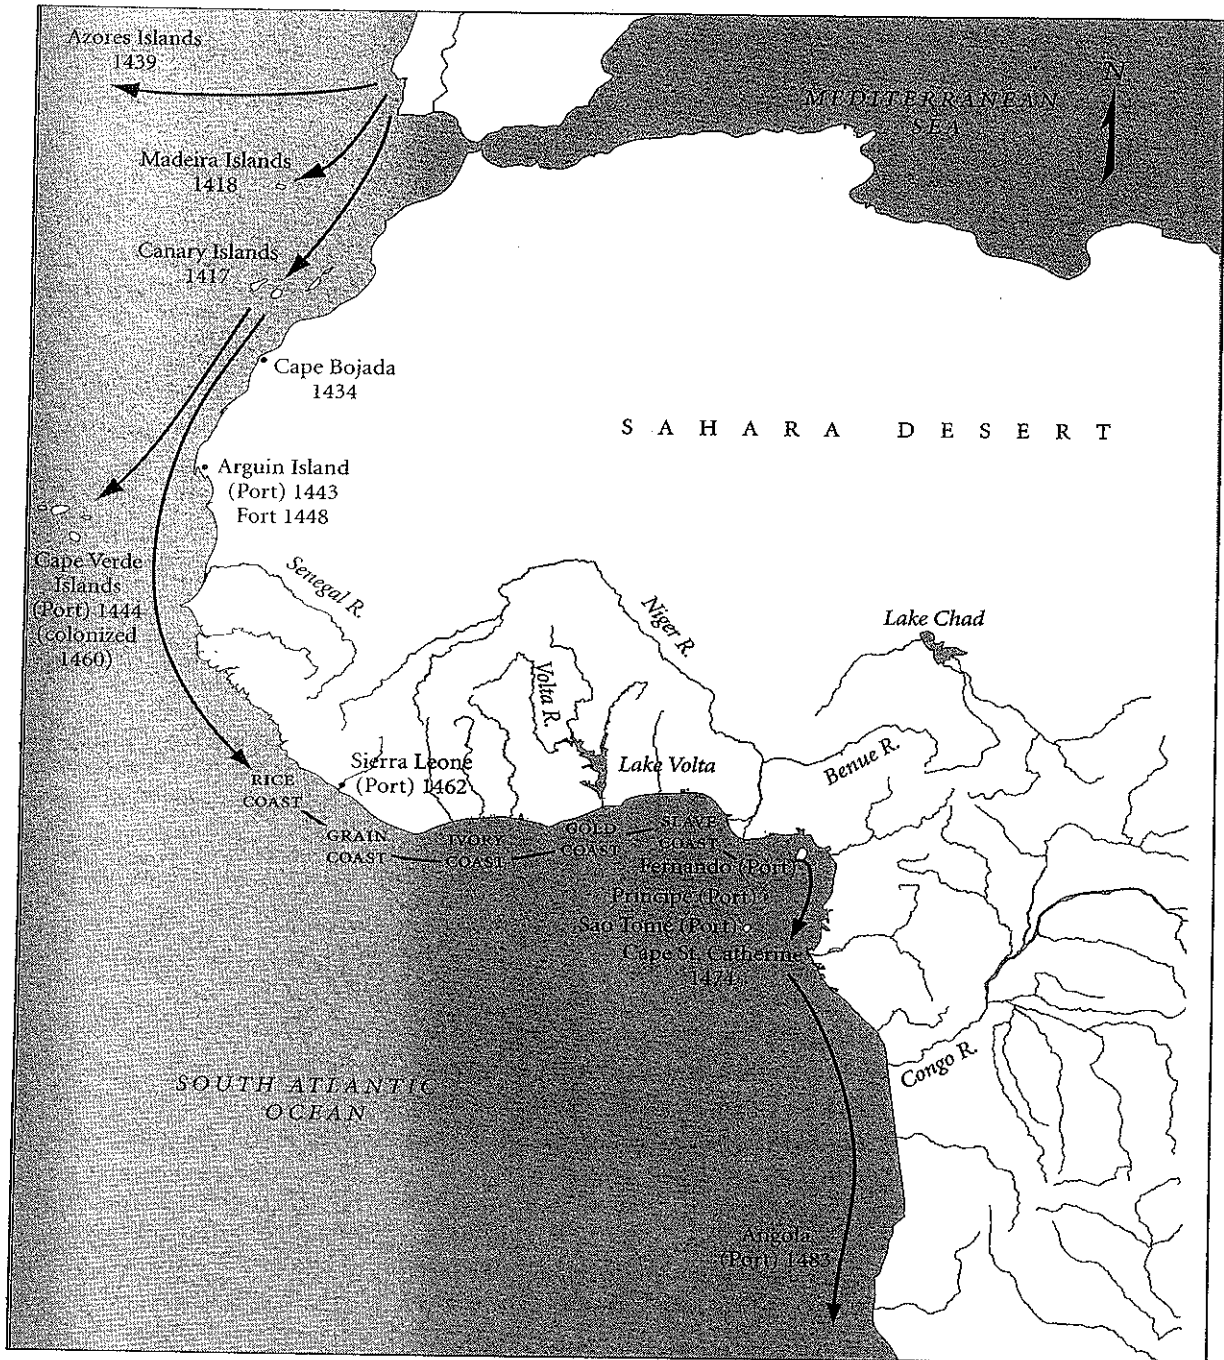 Azores Islands
1439
N
MEDITERRANEAN
SEA
Madeira Islands
1418
Canary Islands
1417
Cape Bojada
1434
SAHARA DESERT
Arguin Island
(Port) 1443
Fort 1448
Cape Verde
Islands
(Port) 1444
(colonized
1460)
Senegal R.
Niger R.
Lake Chad
Volta R.
Sierra Leone
(Port) 1462
Lake Volta
Benue R.
RICE
COAST
GRAIN
COAST
IVORY
COAST
GOLD
COAST
SLAVE
COAST
Fernando (Port)
Principe (Port)
Sao Tome (Port)
Cape St. Catherine
1474
Congo R.
SOUTH ATLANTIC
OCEAN
Angola
(Port) 1483